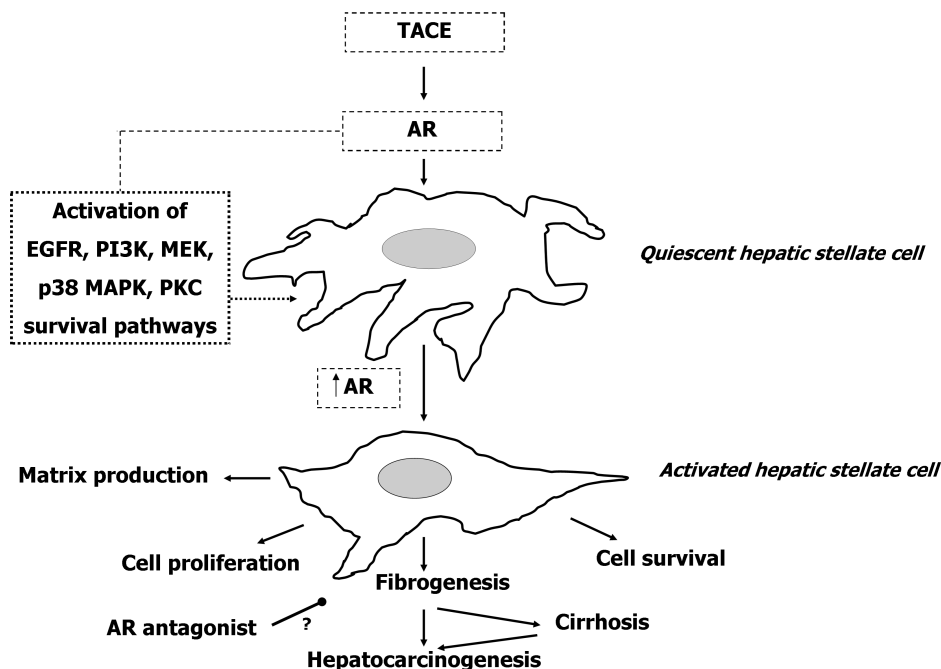 TACE
AR
Activation of
EGFR, PI3K, MEK,
p38 MAPK, PKC
survival pathways
Quiescent hepatic stellate cell
↑AR
Activated hepatic stellate cell
Matrix production
Cell proliferation
Cell survival
Fibrogenesis
AR antagonist
?
Cirrhosis
Hepatocarcinogenesis